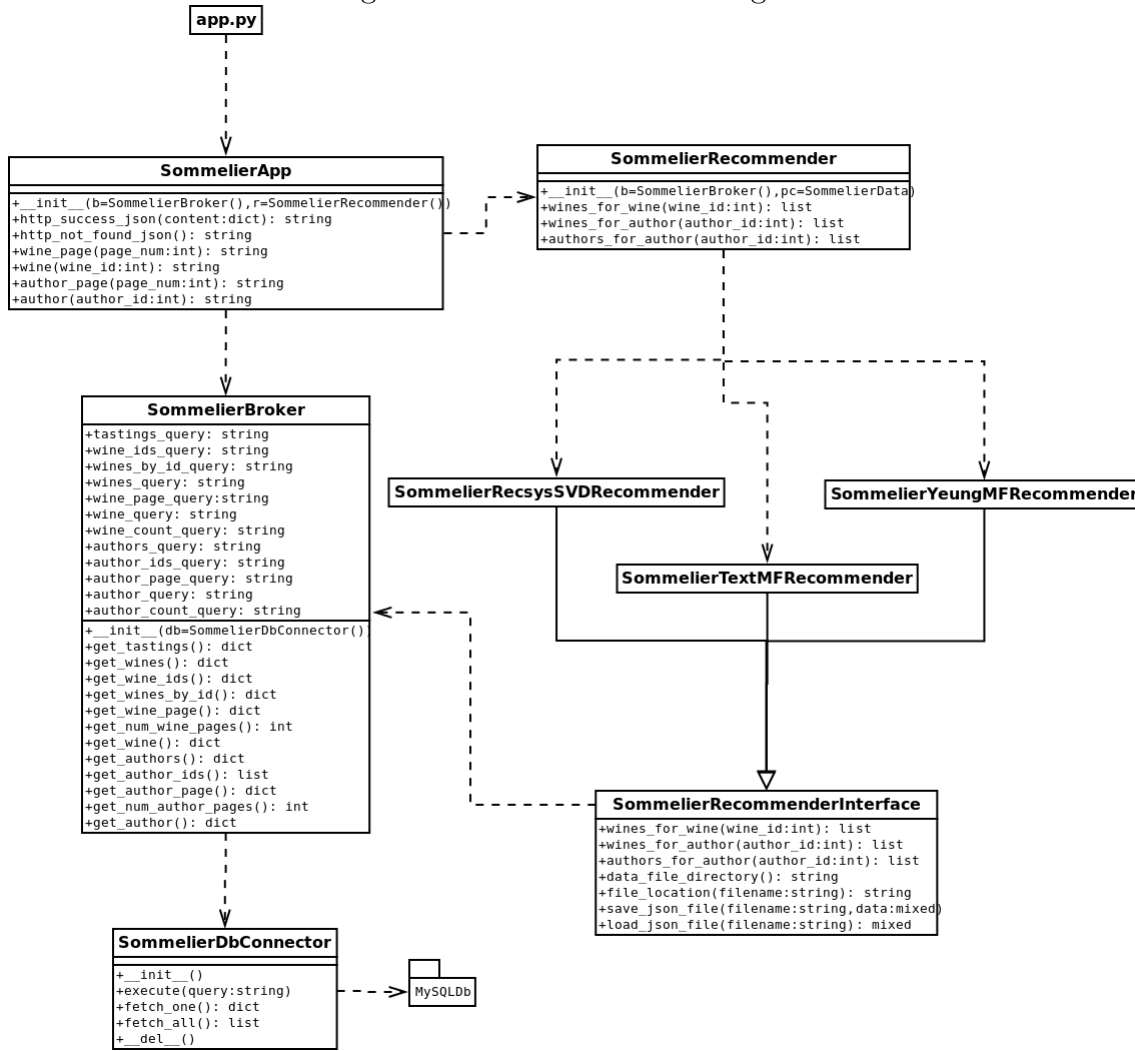 app.py
SommelierApp
+__init__(b=SommelierBroker(),r=SommelierRecommender())
+http_success_json(content:dict): string
+http_not_found_json(): string
+wine_page(page_num:int): string
+wine(wine_id:int): string
+author_page(page_num:int): string
+author(author_id:int): string
SommelierRecommender
+__init__(b=SommelierBroker(),pc=SommelierData)
+wines_for_wine(wine_id:int): list
+wines_for_author(author_id:int): list
+authors_for_author(author_id:int): list
SommelierBroker
+tastings_query: string
+wine_ids_query: string
+wines_by_id_query: string
+wines_query: string
+wine_page_query:string
+wine_query: string
+wine_count_query: string
+authors_query: string
+author_ids_query: string
+author_page_query: string
+author_query: string
+author_count_query: string
+__init__(db=SommelierDbConnector())
+get_tastings(): dict
+get_wines(): dict
+get_wine_ids(): dict
+get_wines_by_id(): dict
+get_wine_page(): dict
+get_num_wine_pages(): int
+get_wine(): dict
+get_authors(): dict
+get_author_ids(): list
+get_author_page(): dict
+get_num_author_pages(): int
+get_author(): dict
SommelierRecsysSVDRecommender
SommelierYeungMFRecommender
SommelierTextMFRecommender
SommelierRecommenderInterface
+wines_for_wine(wine_id:int): list
+wines_for_author(author_id:int): list
+authors_for_author(author_id:int): list
+data_file_directory(): string
+file_location(filename:string): string
+save_json_file(filename:string,data:mixed)
+load_json_file(filename:string): mixed
SommelierDbConnector
+__init__()
+execute(query:string)
+fetch_one(): dict
+fetch_all(): list
+__del__()
MySQLDb